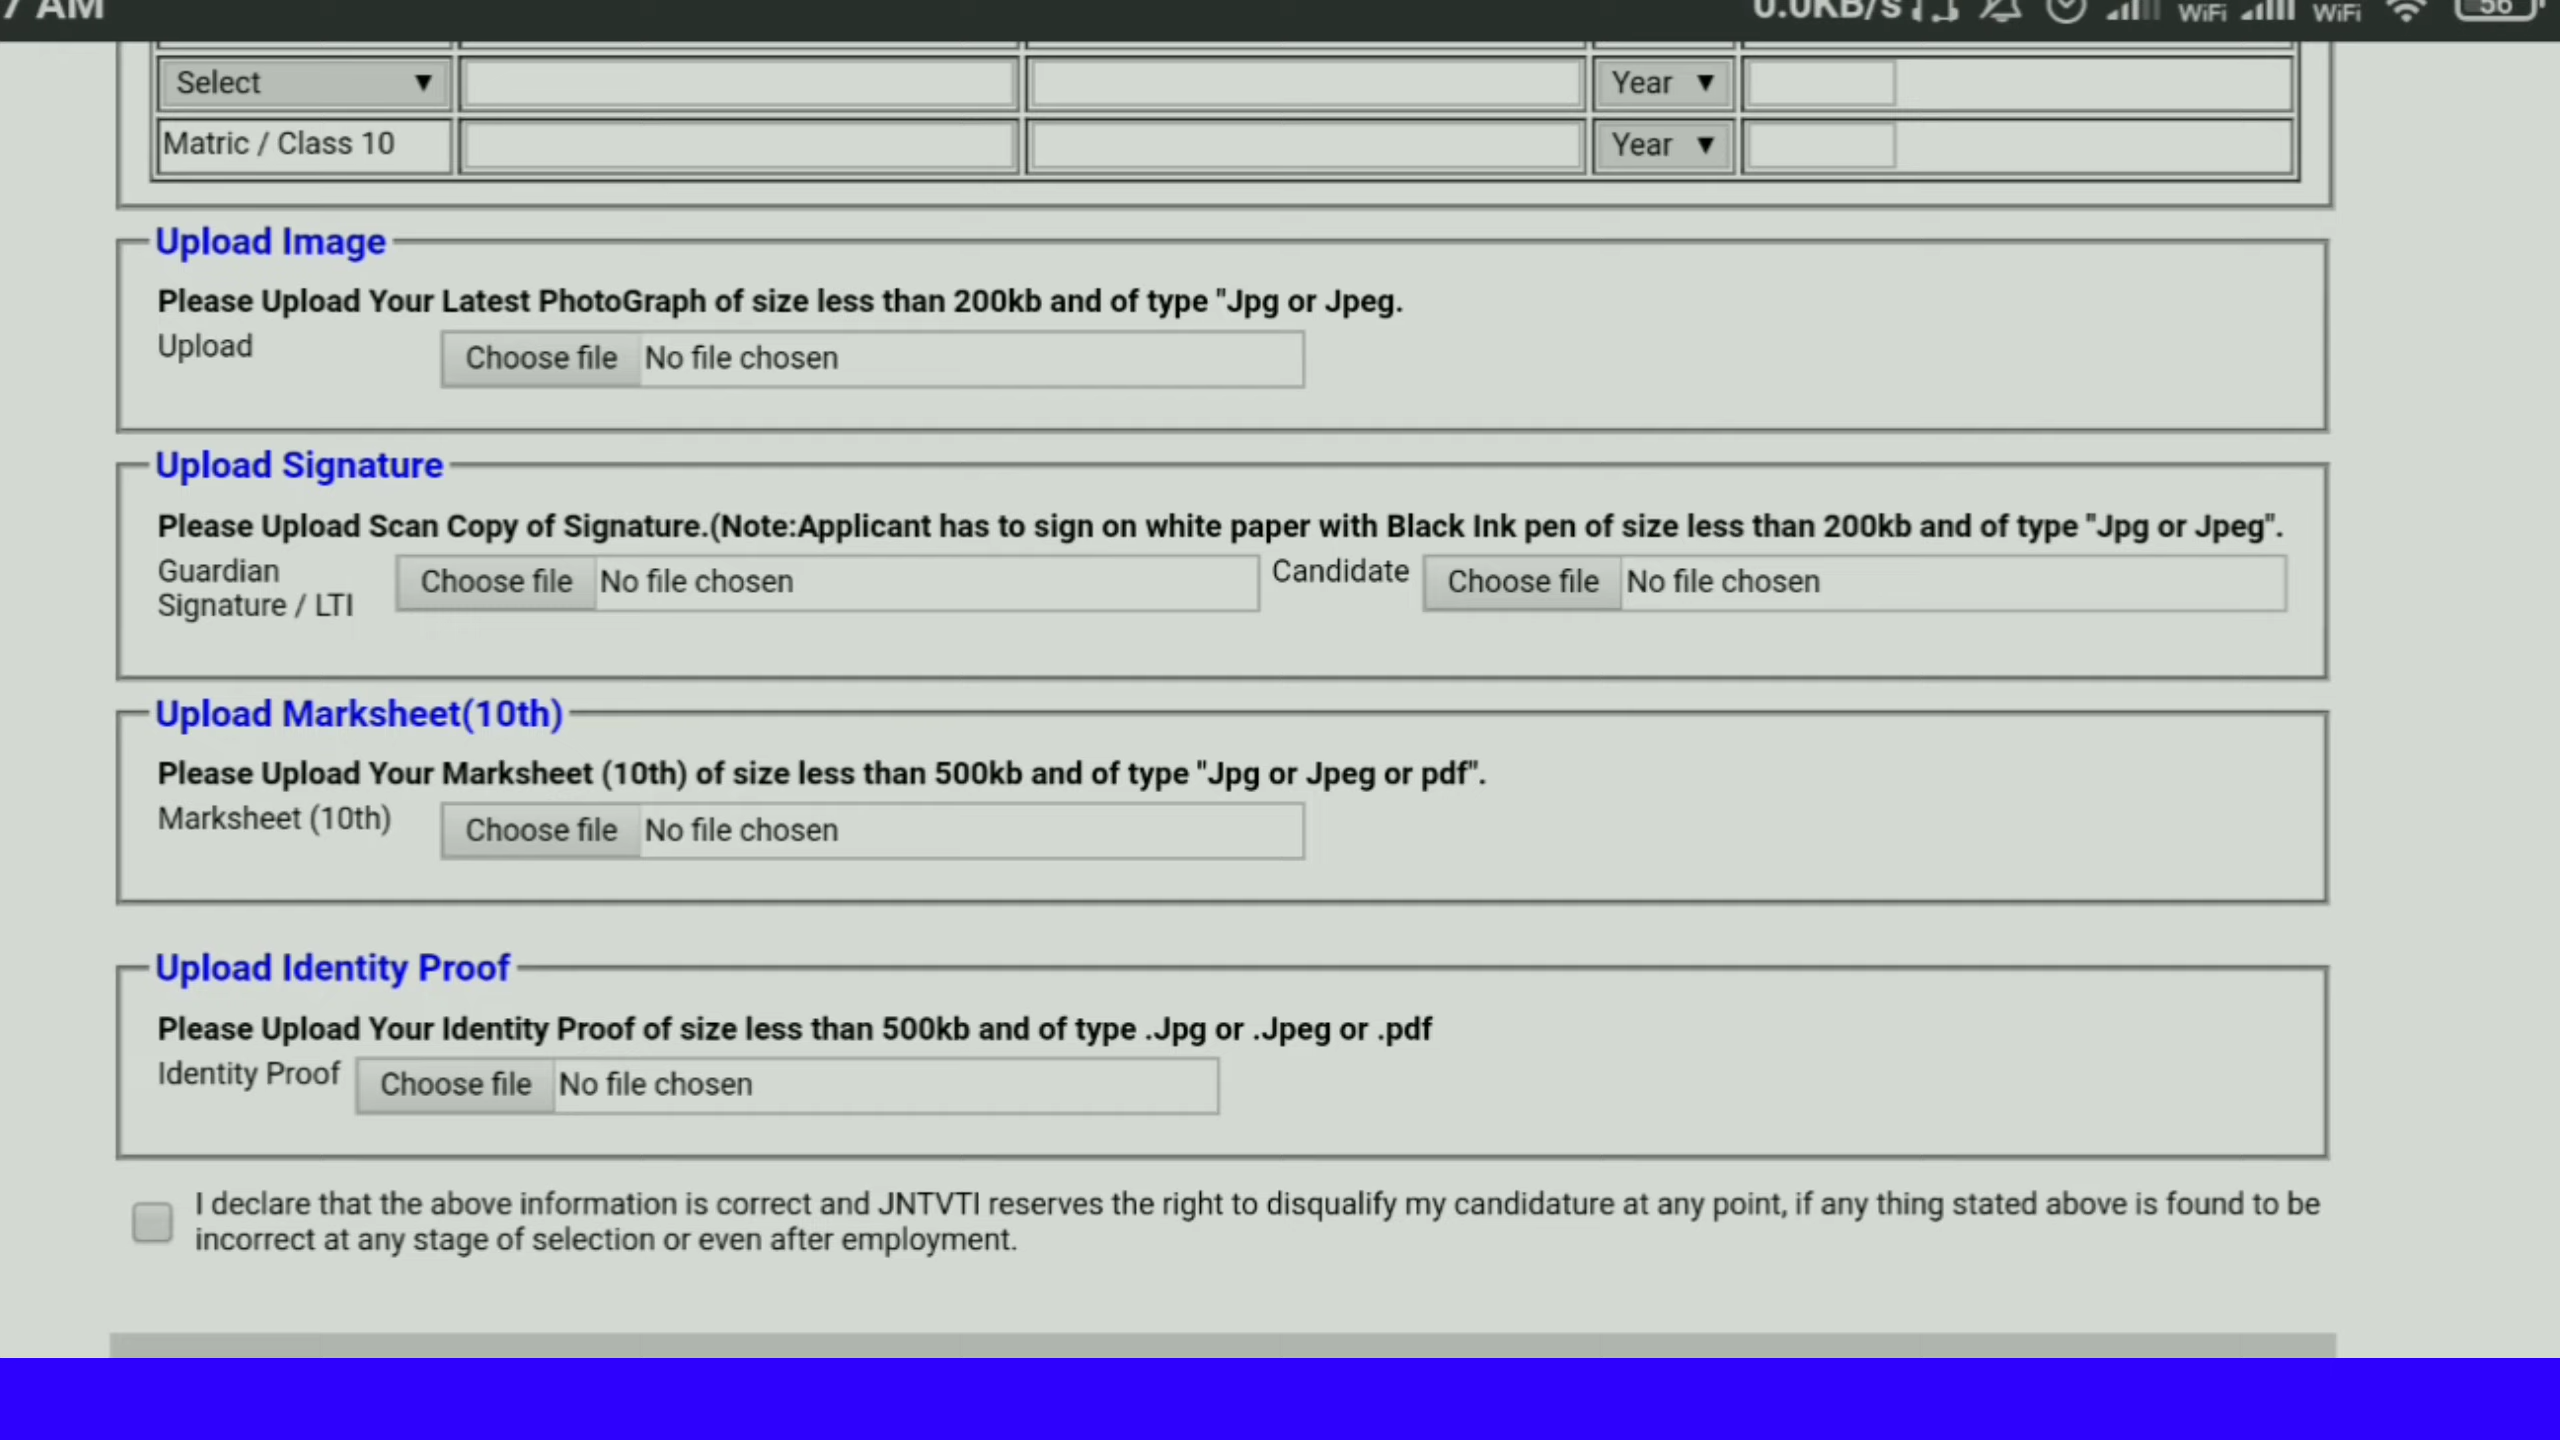 7 AM
0.0KB/s WiFi WiFi 56
Select Year
Matric / Class 10 Year
Upload Image
Please Upload Your Latest PhotoGraph of size less than 200kb and of type "Jpg or Jpeg.
Upload Choose file No file chosen
Upload Signature
Please Upload Scan Copy of Signature.(Note:Applicant has to sign on white paper with Black Ink pen of size less than 200kb and of type "Jpg or Jpeg".
Guardian Choose file No file chosen Candidate Choose file No file chosen
Signature / LTI
Upload Marksheet(10th)
Please Upload Your Marksheet (10th) of size less than 500kb and of type "Jpg or Jpeg or pdf".
Marksheet (10th) Choose file No file chosen
Upload Identity Proof
Please Upload Your Identity Proof of size less than 500kb and of type .Jpg or .Jpeg or .pdf
Identity Proof Choose file No file chosen
I declare that the above information is correct and JNTVTI reserves the right to disqualify my candidature at any point, if any thing stated above is found to be
incorrect at any stage of selection or even after employment.